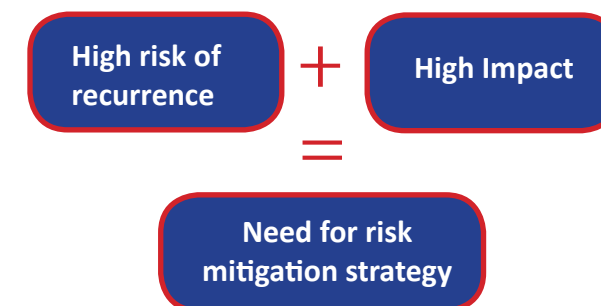 High risk of
recurrence
+
High Impact
=
Need for risk
mitigation strategy